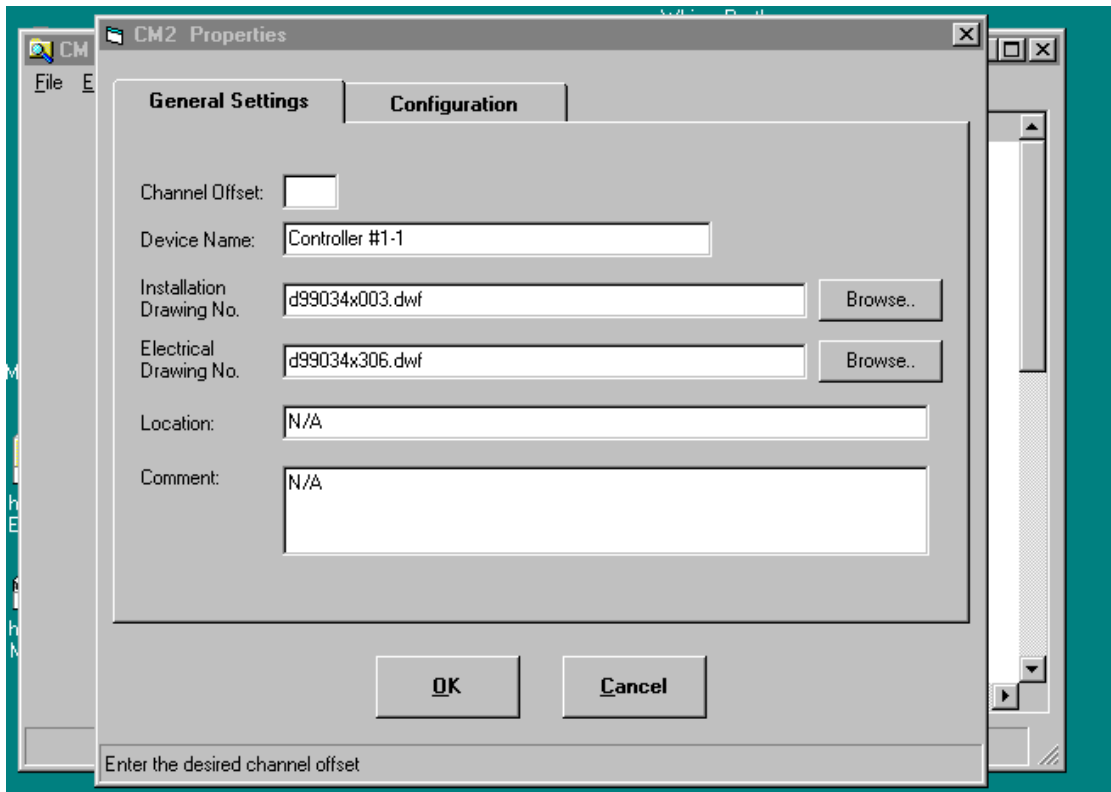 CM2 Properties
CM
File E
General Settings
Configuration
Channel Offset:
Device Name: Controller #1-1
Installation
Drawing No. d99034x003.dwf Browse..
Electrical
Drawing No. d99034x306.dwf Browse..
Location: N/A
Comment: N/A
OK
Cancel
Enter the desired channel offset
M
h
E
h
M